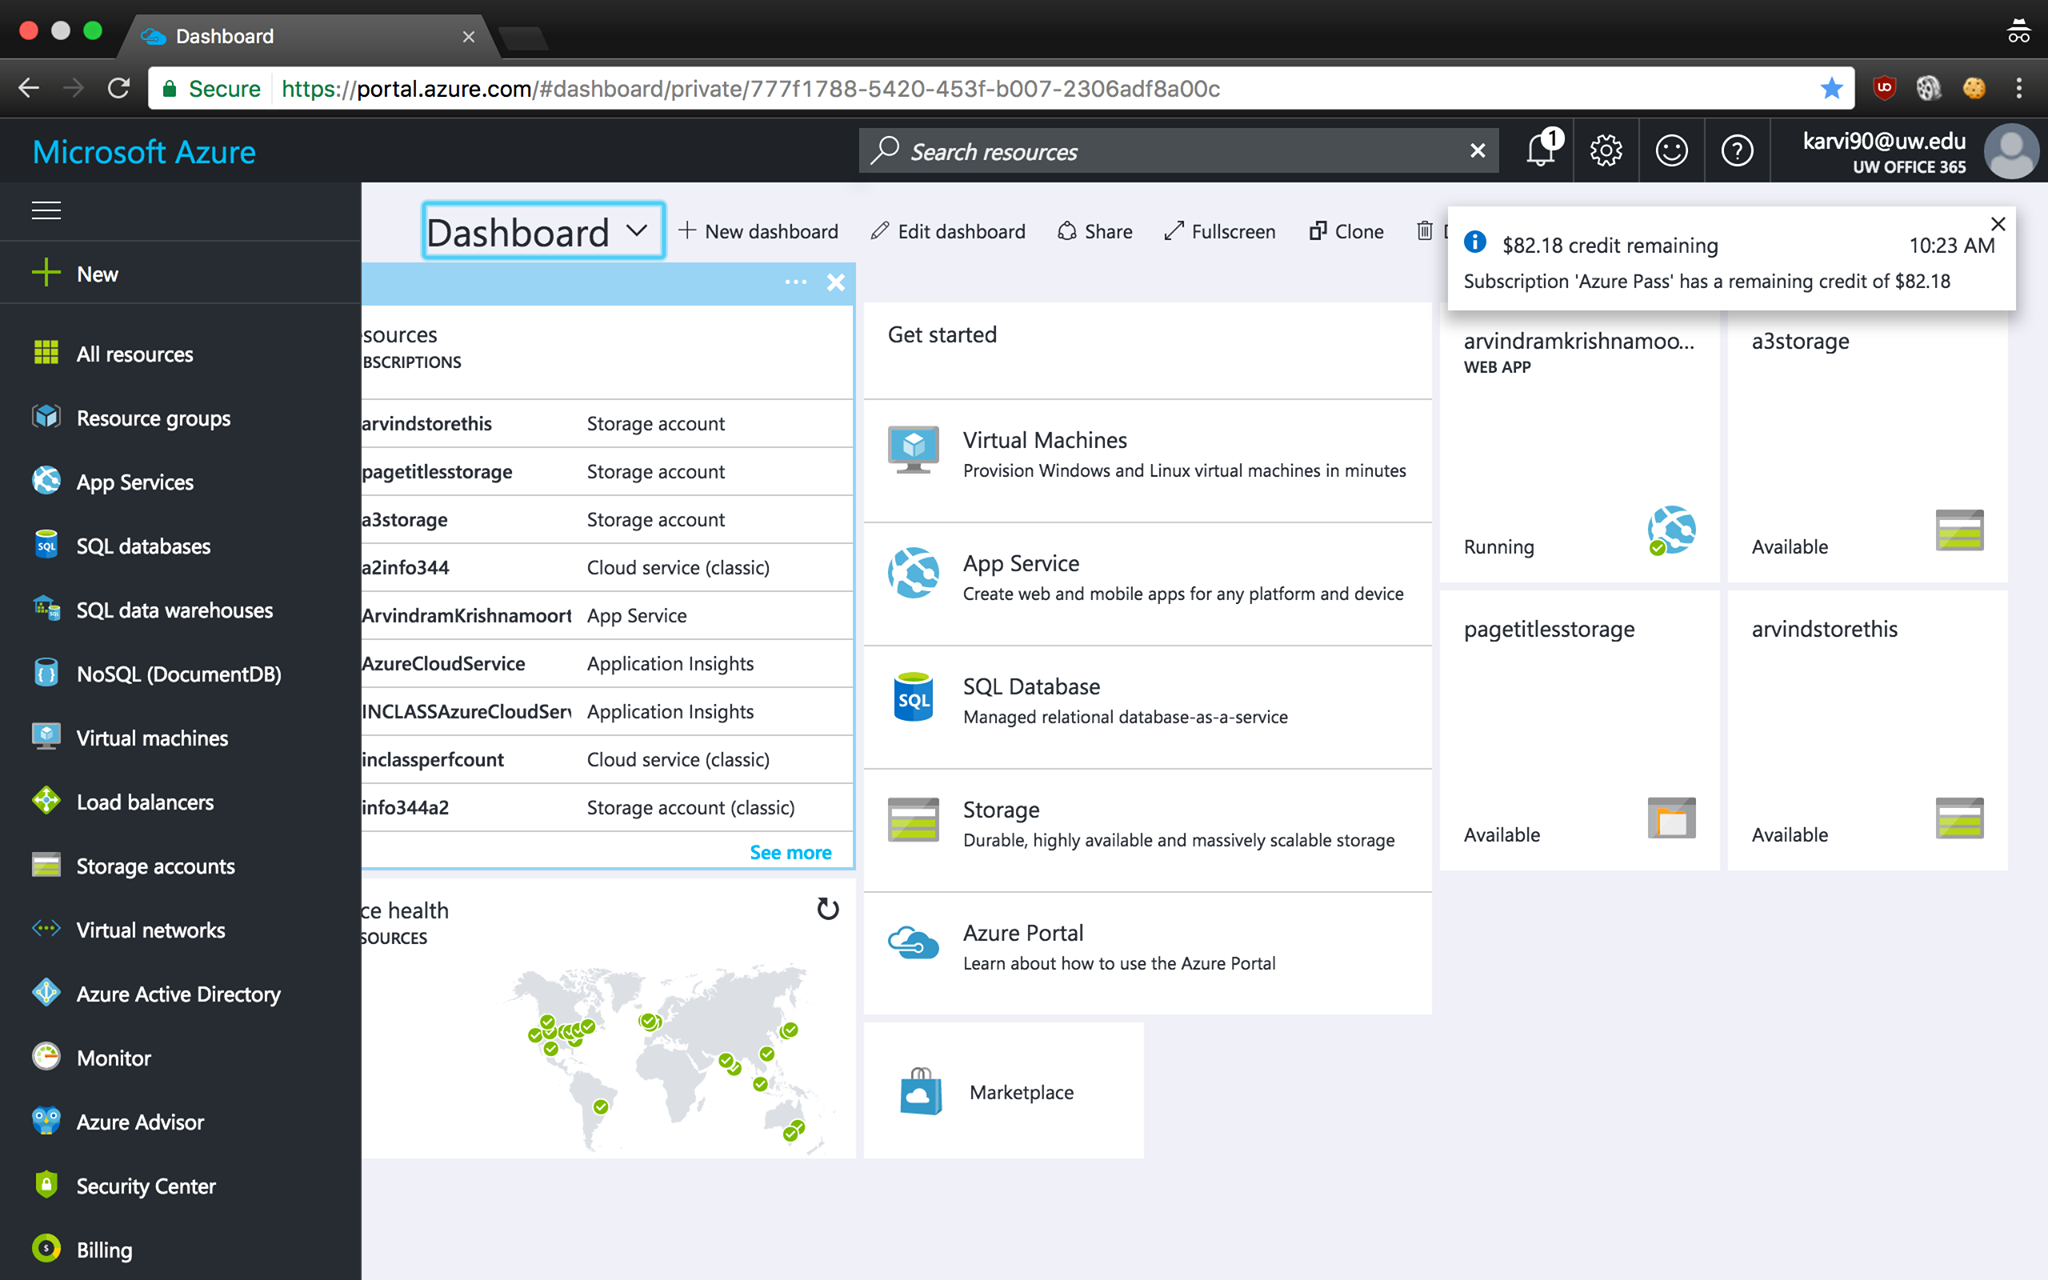 Dashboard
Secure https://portal.azure.com/#dashboard/private/777f1788-5420-453f-b007-2306adf8a00c
Microsoft Azure
Search resources
1
karvi90@uw.edu
UW OFFICE 365
New
All resources
Resource groups
App Services
SQL databases
SQL data warehouses
NoSQL (DocumentDB)
Virtual machines
Load balancers
Storage accounts
Virtual networks
Azure Active Directory
Monitor
Azure Advisor
Security Center
Billing
Dashboard
New dashboard
Edit dashboard
Share
Fullscreen
Clone
D
$82.18 credit remaining 10:23 AM
Subscription 'Azure Pass' has a remaining credit of $82.18
sources
BSCRIPTIONS
arvindstorethis Storage account
pagetitlesstorage Storage account
a3storage Storage account
a2info344 Cloud service (classic)
ArvindramKrishnamoort App Service
AzureCloudService Application Insights
INCLASSAzureCloudServ Application Insights
inclassperfcount Cloud service (classic)
info344a2 Storage account (classic)
See more
ce health
SOURCES
Get started
Virtual Machines
Provision Windows and Linux virtual machines in minutes
App Service
Create web and mobile apps for any platform and device
SQL
SQL Database
Managed relational database-as-a-service
Storage
Durable, highly available and massively scalable storage
Azure Portal
Learn about how to use the Azure Portal
Marketplace
arvindramkrishnamoo...
WEB APP
Running
a3storage
Available
pagetitlesstorage
Available
arvindstorethis
Available